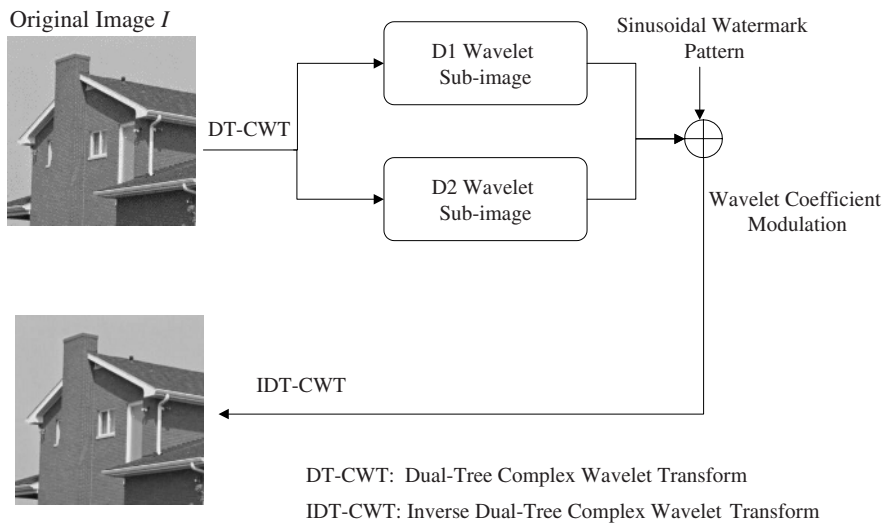 Original Image I
D1 Wavelet
Sub-image
Sinusoidal Watermark
Pattern
DT-CWT
D2 Wavelet
Sub-image
Wavelet Coefficient
Modulation
IDT-CWT
DT-CWT: Dual-Tree Complex Wavelet Transform
IDT-CWT: Inverse Dual-Tree Complex Wavelet Transform